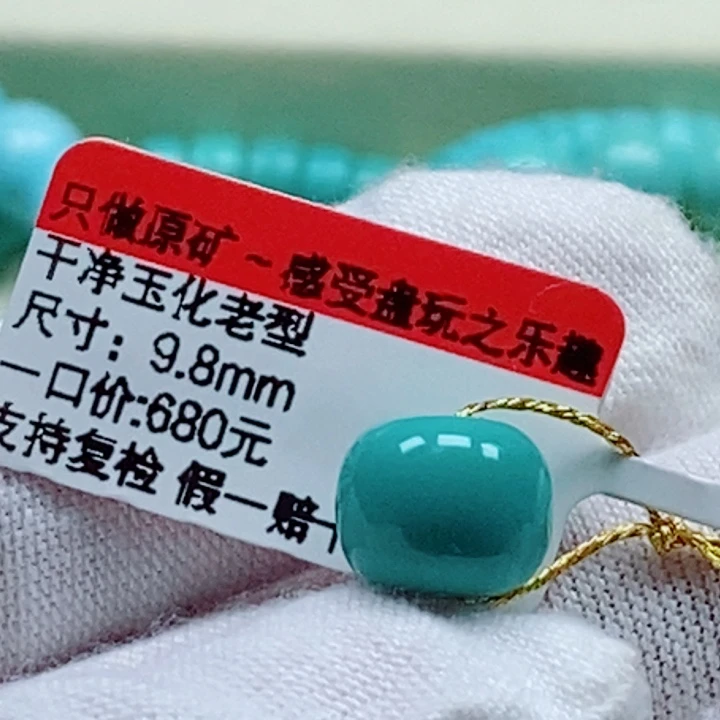 只做原矿~感受盘玩之乐趣
干净玉化老型
尺寸：9.8mm
一口价:680元
支持复检 假一赔